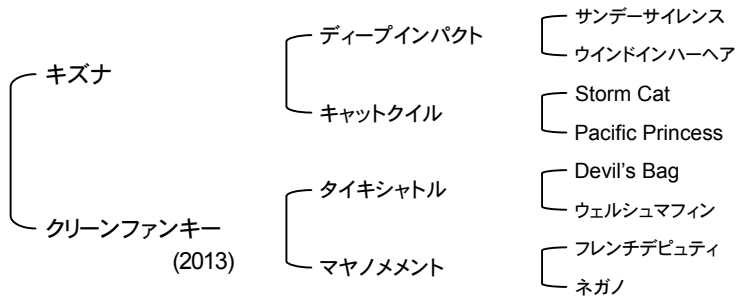 キズナ
クリーンファンキー
(2013)
ディープインパクト
キャットクイル
タイキシャトル
マヤノメメント
サンデーサイレンス
ウインドインハーヘア
Storm Cat
Pacific Princess
Devil's Bag
ウェルシュマフィン
フレンチデピュティ
ネガノ